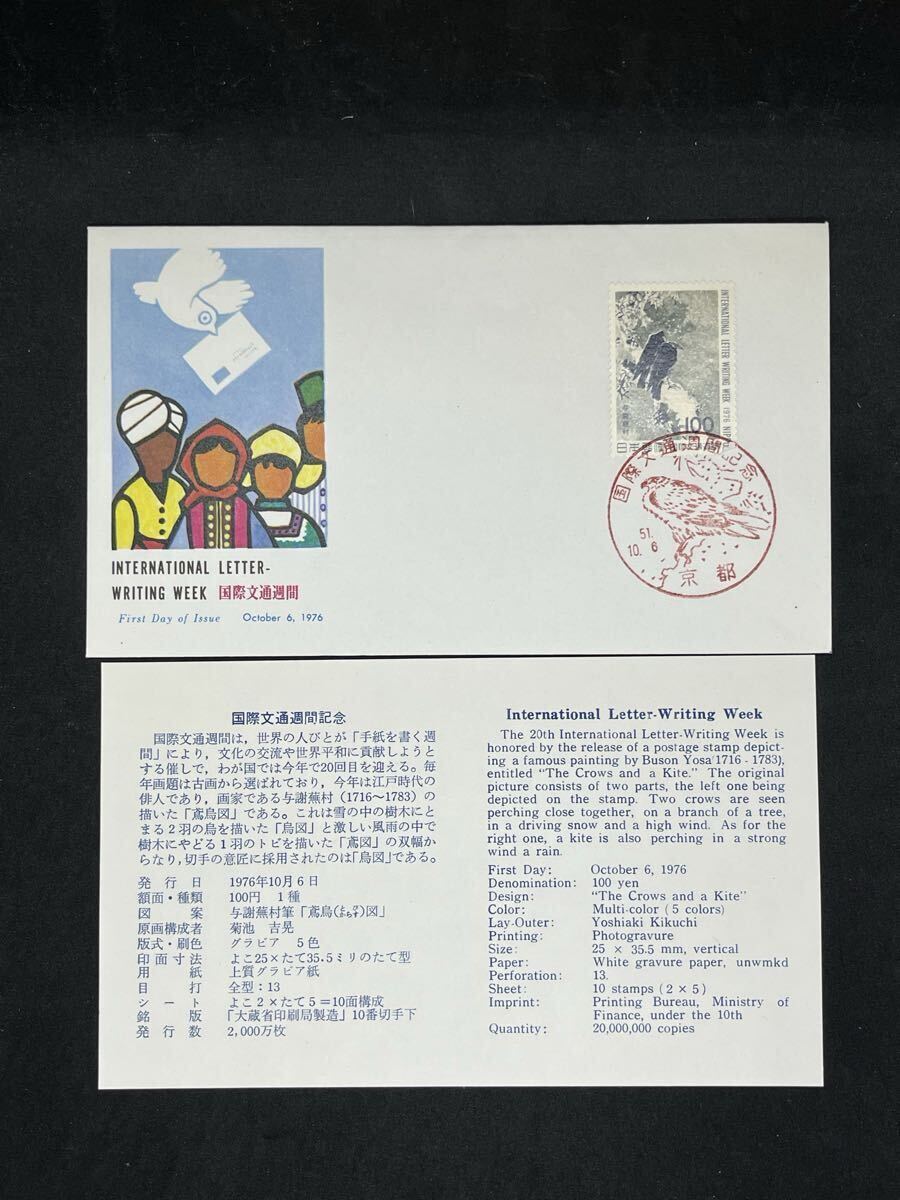 INTERNATIONAL LETTER-
WRITING WEEK 国際文通週間
First Day of Issue October 6, 1976
INTERNATIONAL LETTER WRITING WEEK 1976
100
日本郵便
国際文通週間記念
51.
10.6
京都
国際文通週間記念
国際文通週間は,世界の人びとが「手紙を書く週
間」により,文化の交流や世界平和に貢献しようと
する催しで,わが国では今年で20回目を迎える。毎
年画題は古画から選ばれており,今年は江戸時代の
俳人であり,画家である与謝蕪村(1716〜1783)の
描いた「鳶鴉図」である。これは雪の中の樹木にと
まる2羽の烏を描いた「烏図」と激しい風雨の中で
樹木にやどる1羽のトビを描いた「鳶図」の双幅か
らなり,切手の意匠に採用されたのは「烏図」である。
発行日 1976年10月6日
額面・種類 100円 1種
図案 与謝蕪村筆「鳶烏図」
原画構成者 菊池 吉晃
版式・刷色 グラビア 5色
印面寸法 よこ25×たて35.5ミリのたて型
用紙 上質グラビア紙
目打 全型:13
シート よこ2×たて5=10面構成
銘版 「大蔵省印刷局製造」10番切手下
発行数 2,000万枚
International Letter-Writing Week
The 20th International Letter-Writing Week is
honored by the release of a postage stamp depict-
ing a famous painting by Buson Yosa(1716-1783),
entitled "The Crows and a Kite." The original
picture consists of two parts, the left one being
depicted on the stamp. Two crows are seen
perching close together, on a branch of a tree,
in a driving snow and a high wind. As for the
right one, a kite is also perching in a strong
wind a rain.
First Day: October 6, 1976
Denomination: 100 yen
Design: "The Crows and a Kite"
Color: Multi-color (5 colors)
Lay-Outer: Yoshiaki Kikuchi
Printing: Photogravure
Size: 25 × 35.5 mm, vertical
Paper: White gravure paper, unwmkd
Perforation: 13.
Sheet: 10 stamps (2 × 5)
Imprint: Printing Bureau, Ministry of
Finance, under the 10th
Quantity: 20,000,000 copies